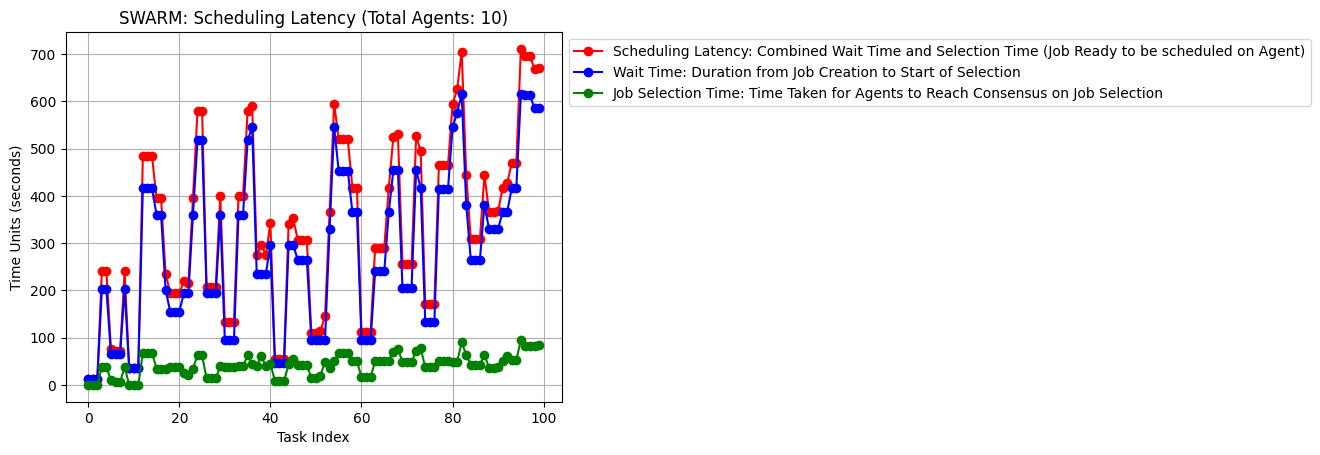 SWARM: Scheduling Latency (Total Agents: 10)
Scheduling Latency: Combined Wait Time and Selection Time (Job Ready to be scheduled on Agent)
Wait Time: Duration from Job Creation to Start of Selection
Job Selection Time: Time Taken for Agents to Reach Consensus on Job Selection
Time Units (seconds)
700
600
500
400
300
200
100
0
0 20 40 60 80 100
Task Index